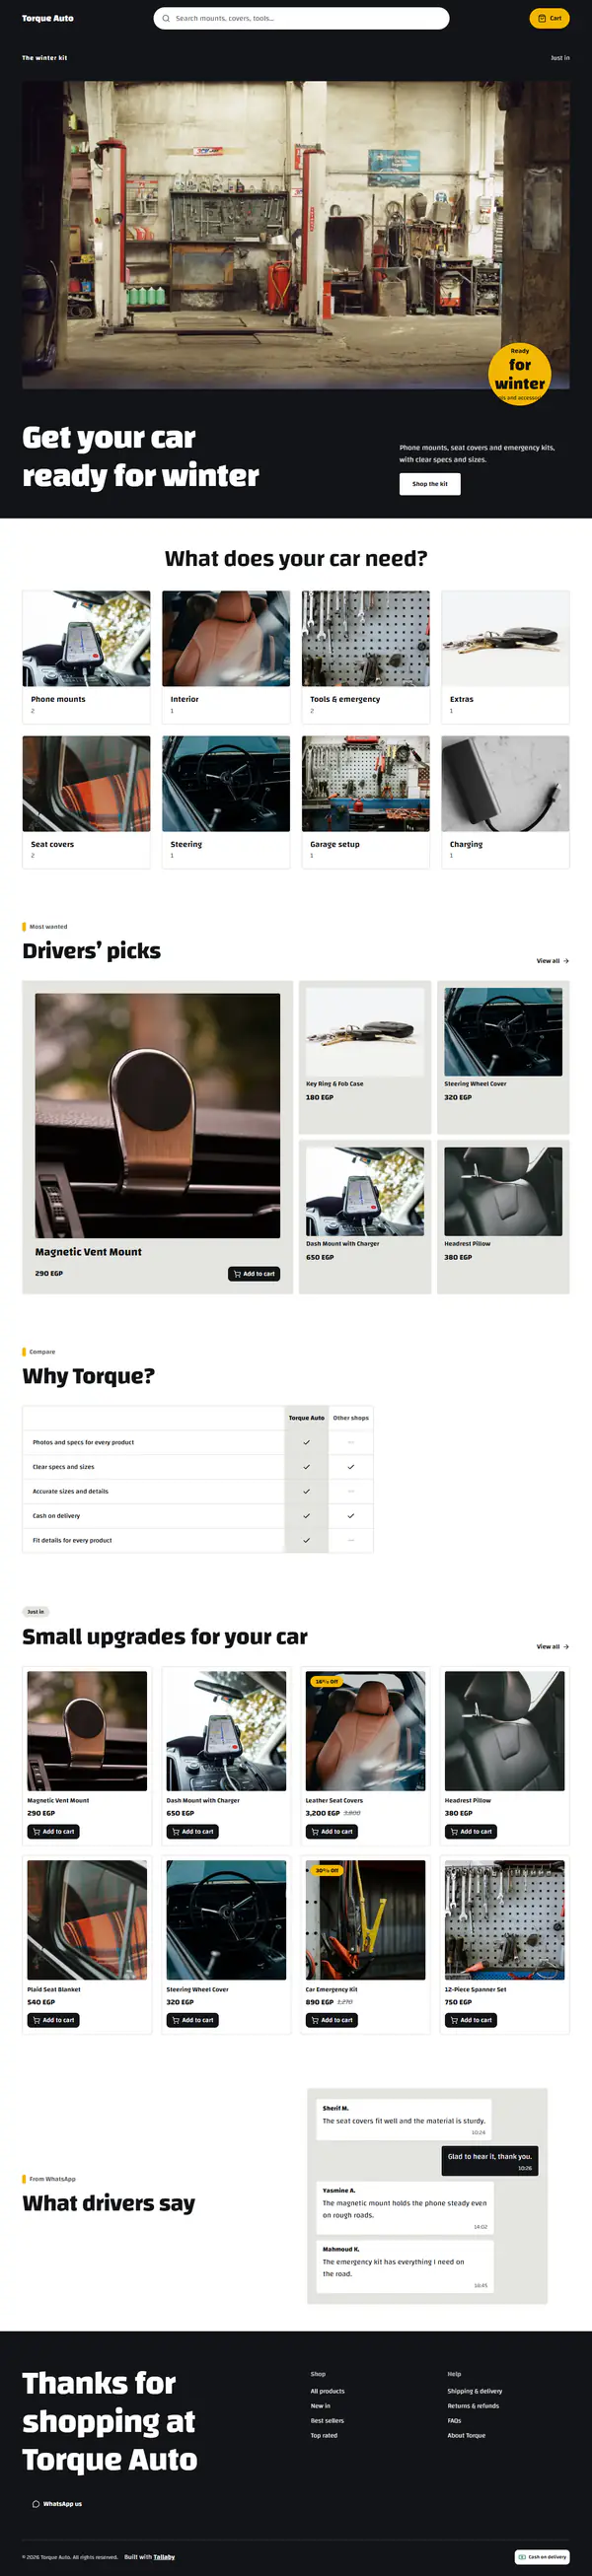 Torque Auto
Search mounts, covers, tools...
Cart
The winter kit
Just in
Ready
for
winter
Get your car
ready for winter
Phone mounts, seat covers and emergency kits,
with clear specs and sizes.
Shop the kit
What does your car need?
Phone mounts
2
Interior
1
Tools & emergency
2
Extras
1
Seat covers
2
Steering
1
Garage setup
1
Charging
1
Most wanted
Drivers’ picks
View all →
Magnetic Vent Mount
290 EGP
Add to cart
Key Ring & Fob Case
180 EGP
Steering Wheel Cover
320 EGP
Dash Mount with Charger
650 EGP
Headrest Pillow
380 EGP
Compare
Why Torque?
Torque Auto
Other shops
Photos and specs for every product
Clear specs and sizes
Accurate sizes and details
Cash on delivery
Fit details for every product
Just in
Small upgrades for your car
View all →
Magnetic Vent Mount
290 EGP
Add to cart
Dash Mount with Charger
650 EGP
Add to cart
16% Off
Leather Seat Covers
3,200 EGP 3,800
Add to cart
Headrest Pillow
380 EGP
Add to cart
Plaid Seat Blanket
540 EGP
Add to cart
Steering Wheel Cover
320 EGP
Add to cart
30% Off
Car Emergency Kit
890 EGP 1,270
Add to cart
12-Piece Spanner Set
750 EGP
Add to cart
From WhatsApp
What drivers say
Sherif M.
The seat covers fit well and the material is sturdy.
10:24
Glad to hear it, thank you.
10:26
Yasmine A.
The magnetic mount holds the phone steady even
on rough roads.
14:02
Mahmoud K.
The emergency kit has everything I need on
the road.
16:45
Thanks for
shopping at
Torque Auto
WhatsApp us
Shop
All products
New in
Best sellers
Top rated
Help
Shipping & delivery
Returns & refunds
FAQs
About Torque
© 2026 Torque Auto. All rights reserved.
Built with Tallaby
Cash on delivery